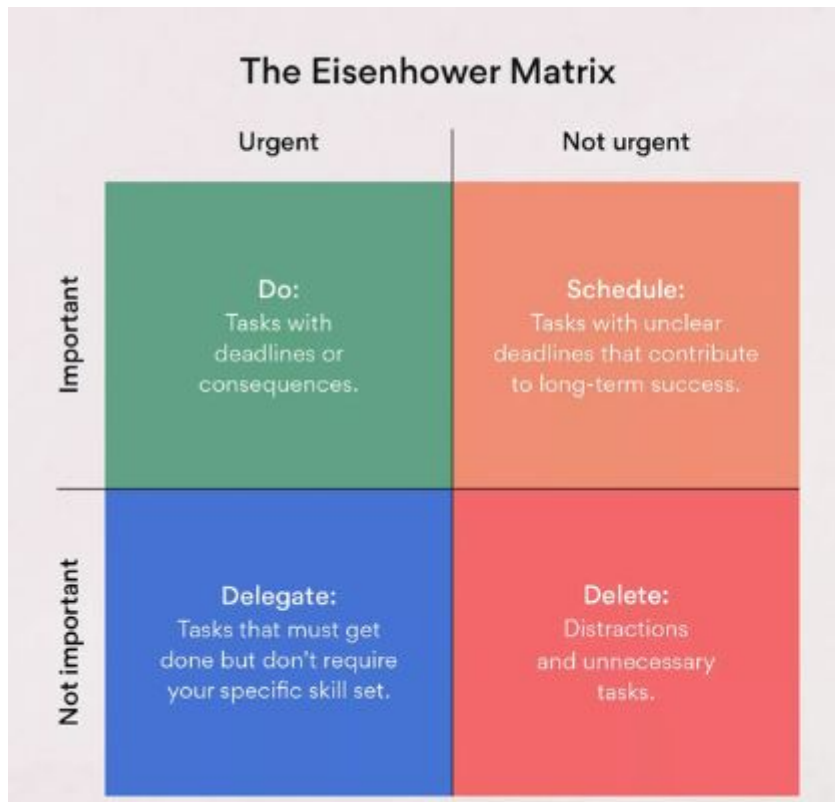 The Eisenhower Matrix
Urgent
Not urgent
Important
Do:
Tasks with
deadlines or
consequences.
Schedule:
Tasks with unclear
deadlines that contribute
to long-term success.
Not important
Delegate:
Tasks that must get
done but don't require
your specific skill set.
Delete:
Distractions
and unnecessary
tasks.